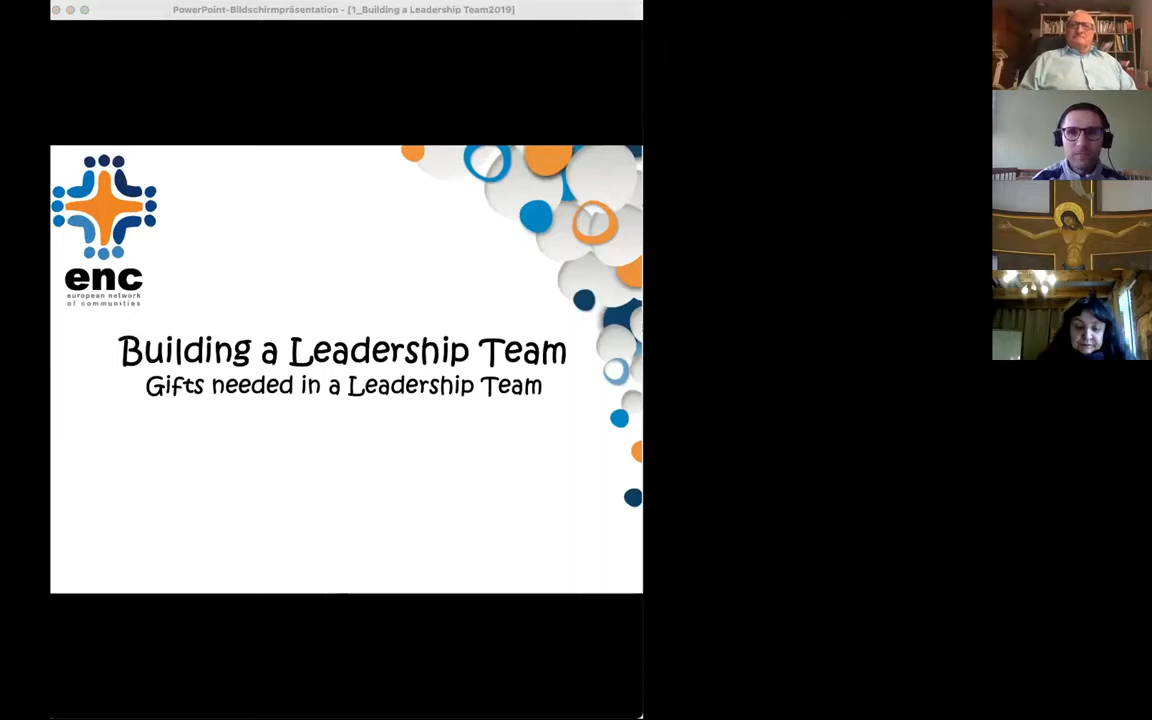 PowerPoint-Bildschirmpräsentation - [1_Building a Leadership Team2019]
enc
european network
of communities
Building a Leadership Team
Gifts needed in a Leadership Team